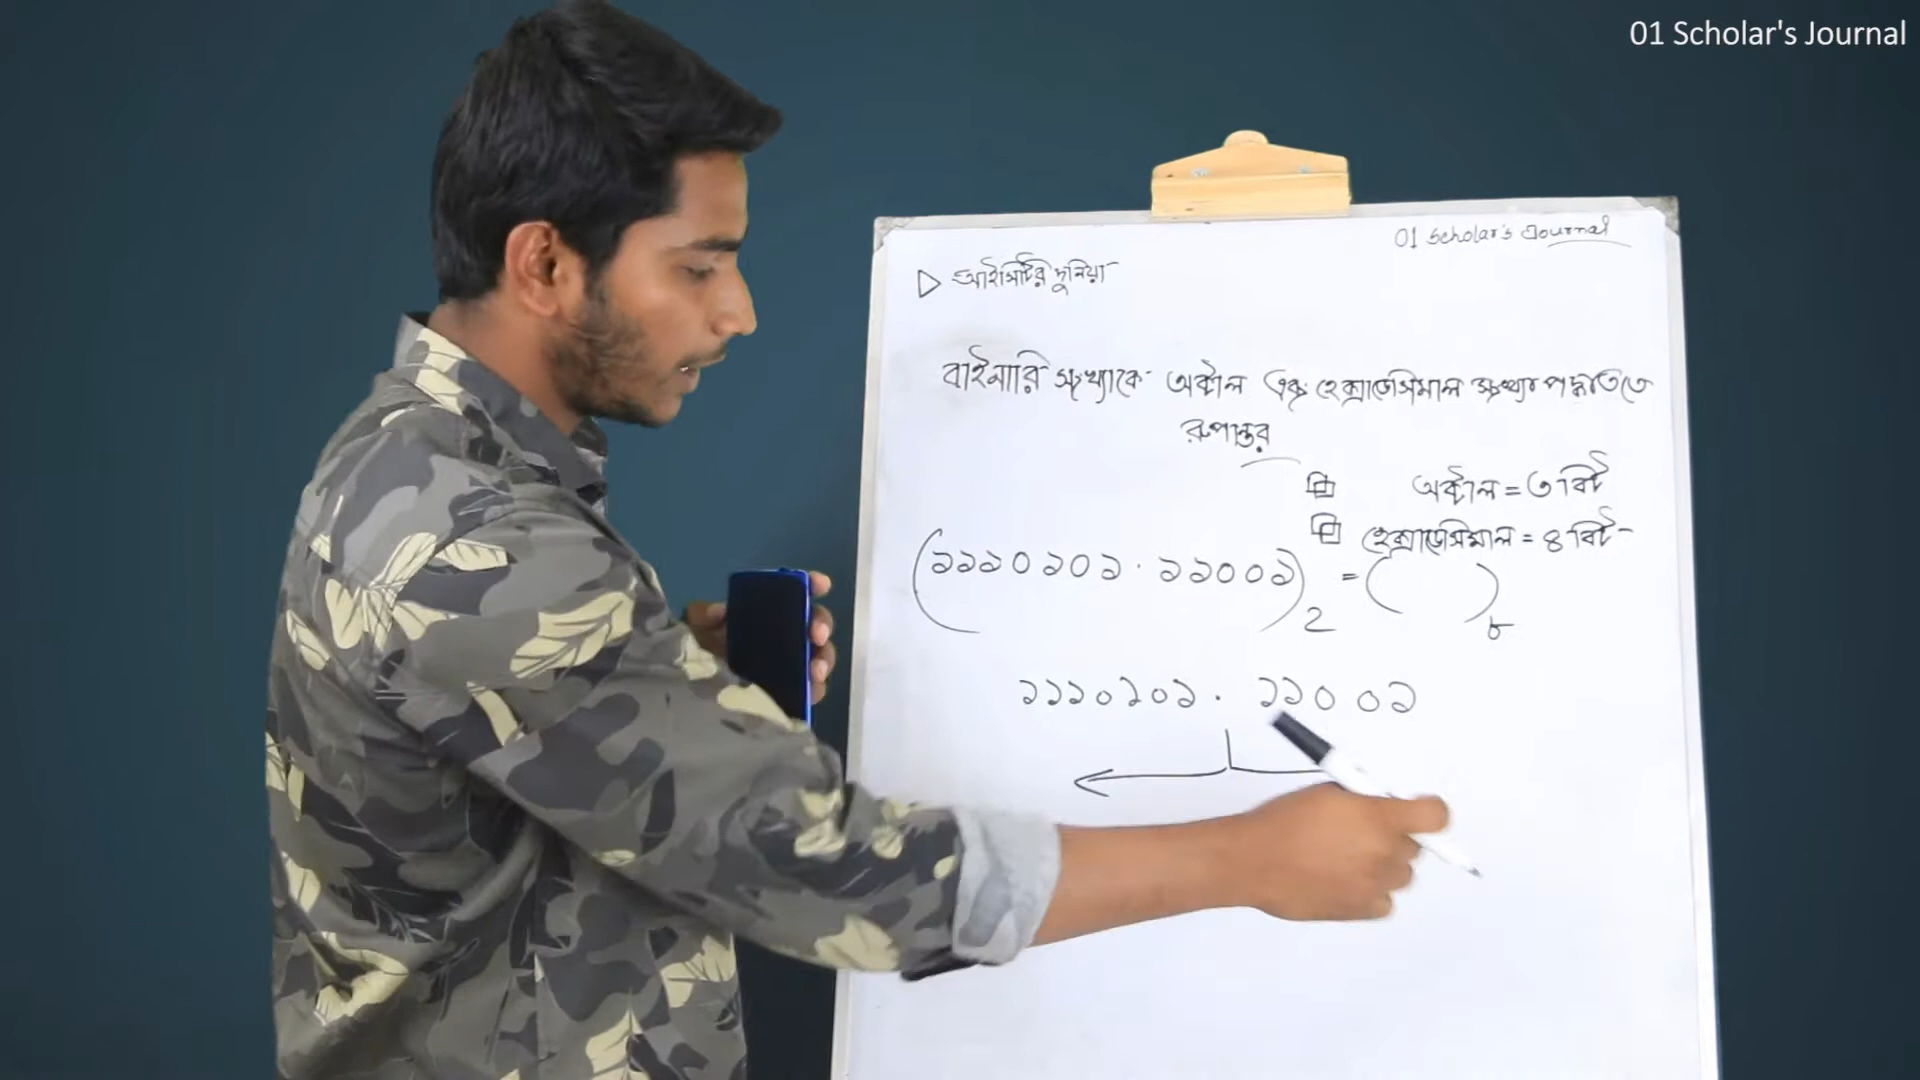 01 Scholar's Journal
01 Scholar's Journal
▷ আইসিটির দুনিয়া
বাইনারি সংখ্যাকে অক্টাল এবং হেক্সাডেসিমাল সংখ্যা পদ্ধতিতে
রুপান্তর
অক্টাল = ৩ বিট
হেক্সাডেসিমাল = ৪ বিট
(১১১০১০১.১১০০১)2 = ( )৮
১১১০১০১. ১১০০১